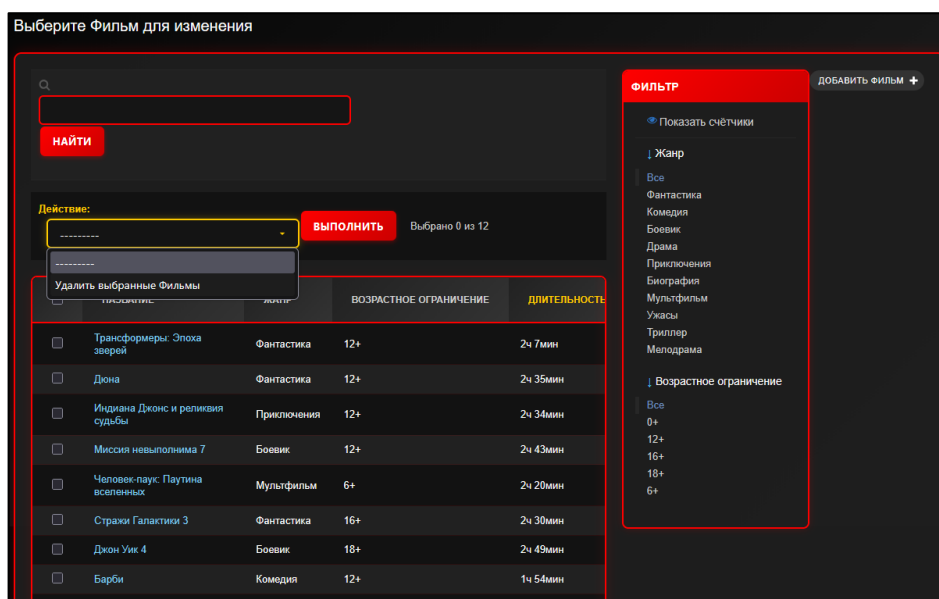 Выберите Фильм для изменения
НАЙТИ
Действие:
---------
ВЫПОЛНИТЬ
Выбрано 0 из 12
---------
Удалить выбранные Фильмы
НАЗВАНИЕ ЖАНР ВОЗРАСТНОЕ ОГРАНИЧЕНИЕ ДЛИТЕЛЬНОСТЬ
Трансформеры: Эпоха
зверей
Фантастика 12+ 2ч 7мин
Дюна Фантастика 12+ 2ч 35мин
Индиана Джонс и реликвия
судьбы
Приключения 12+ 2ч 34мин
Миссия невыполнима 7 Боевик 12+ 2ч 43мин
Человек-паук: Паутина
вселенных
Мультфильм 6+ 2ч 20мин
Стражи Галактики 3 Фантастика 16+ 2ч 30мин
Джон Уик 4 Боевик 18+ 2ч 49мин
Барби Комедия 12+ 1ч 54мин
ФИЛЬТР
Показать счётчики
↓ Жанр
Все
Фантастика
Комедия
Боевик
Драма
Приключения
Биография
Мультфильм
Ужасы
Триллер
Мелодрама
↓ Возрастное ограничение
Все
0+
12+
16+
18+
6+
ДОБАВИТЬ ФИЛЬМ +